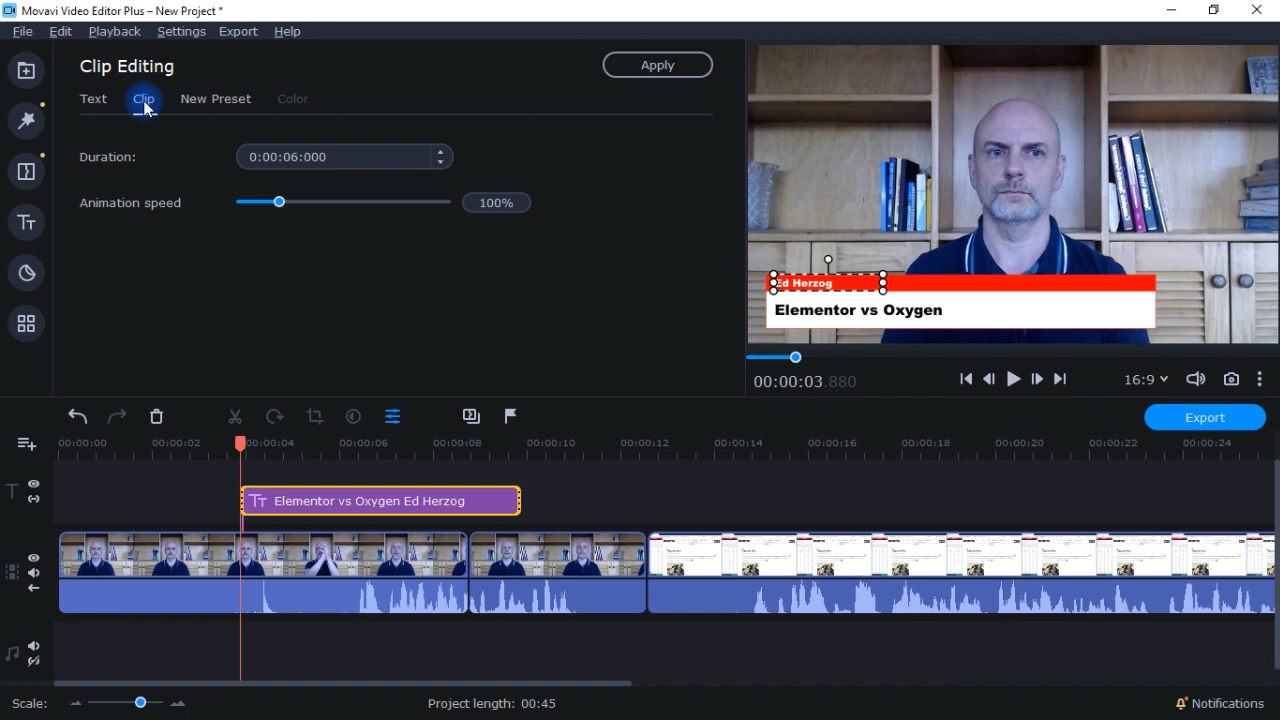 Movavi Video Editor Plus – New Project *
File Edit Playback Settings Export Help
Clip Editing
Apply
Text Clip New Preset Color
Duration: 0:00:06:000
Animation speed 100%
Ed Herzog
Elementor vs Oxygen
00:00:03.880
16:9
Export
00:00:00 00:00:02 00:00:04 00:00:06 00:00:08 00:00:10 00:00:12 00:00:14 00:00:16 00:00:18 00:00:20 00:00:22 00:00:24
Elementor vs Oxygen Ed Herzog
Scale:
Project length: 00:45
Notifications